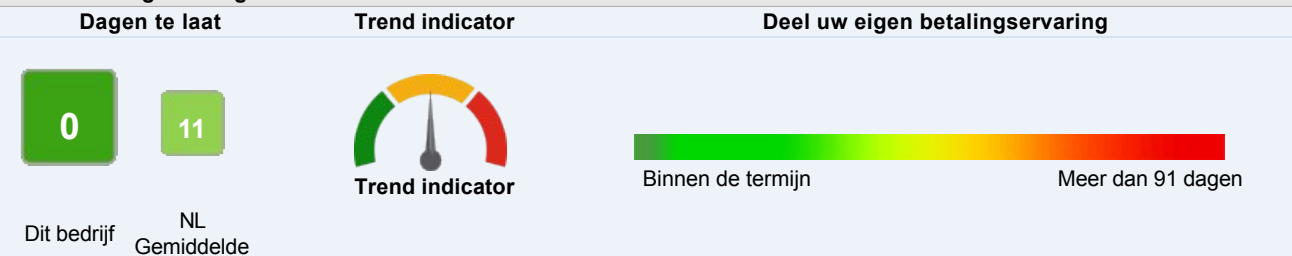 Dagen te laat
Trend indicator
Deel uw eigen betalingservaring
0
11
Trend indicator
Binnen de termijn
Meer dan 91 dagen
Dit bedrijf
NL
Gemiddelde